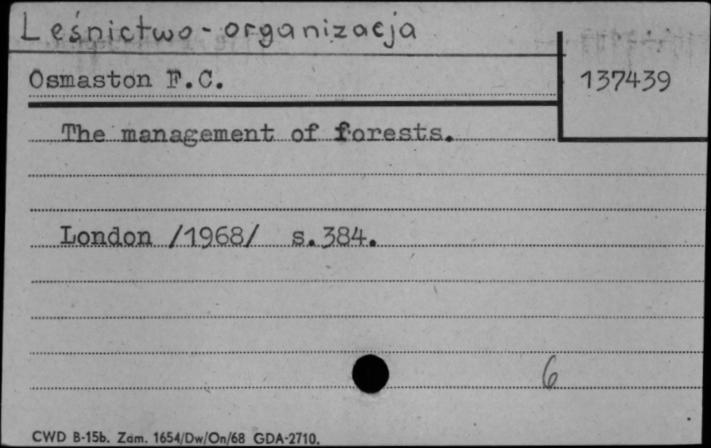 Leśnictwo - organizacja
Osmaston F.C.
137439
The management of forests.
London /1968/ s.384.
6
CWD B-15b. Zam. 1654/Dw/On/68 GDA-2710.